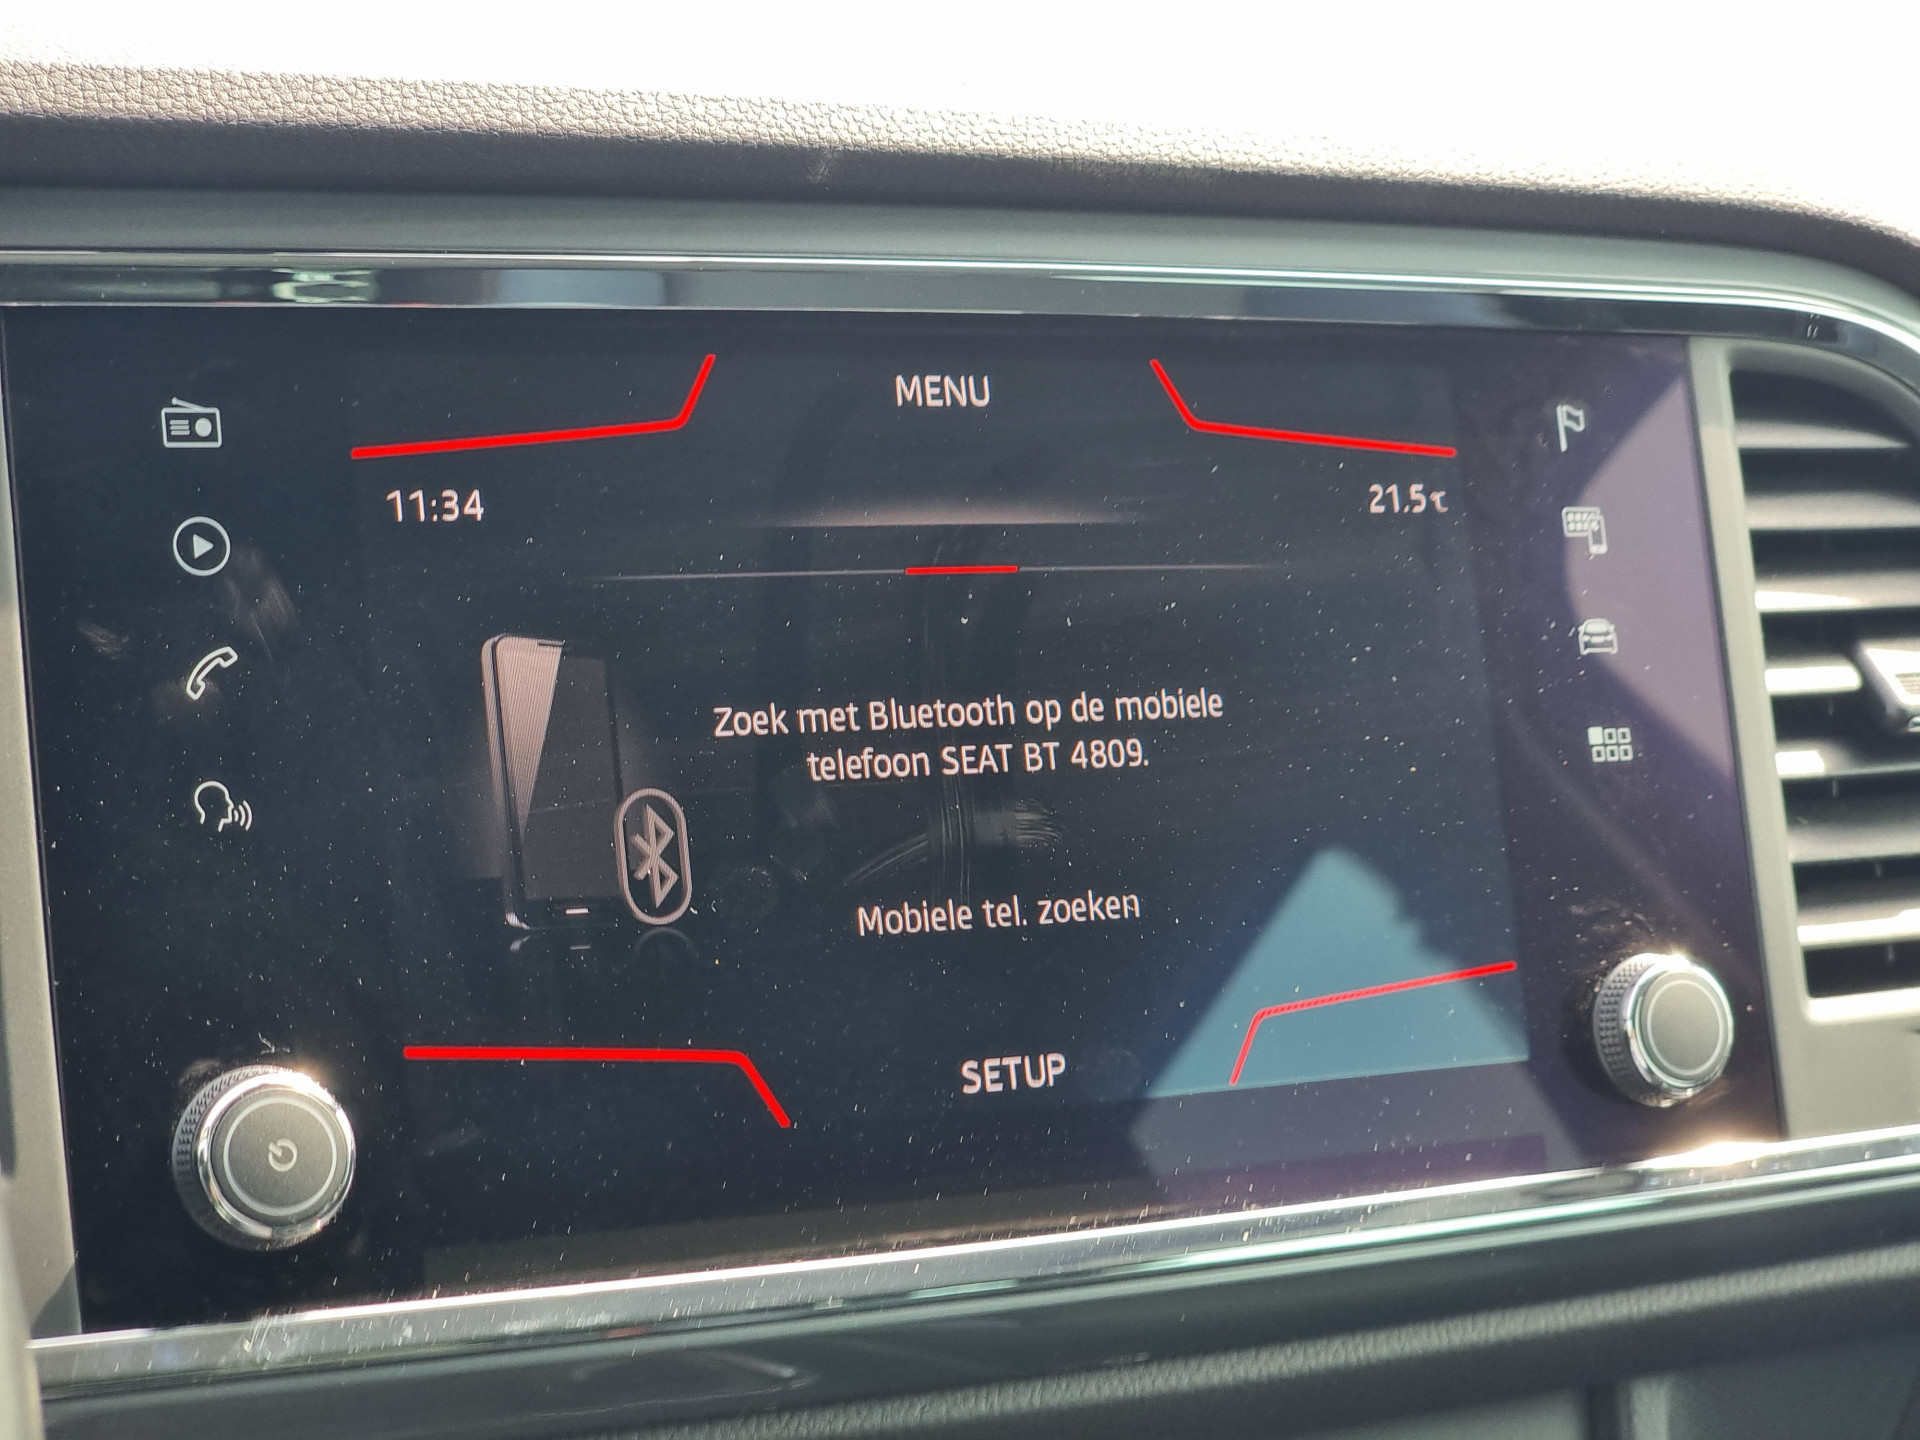 MENU
11:34
21.5℃
Zoek met Bluetooth op de mobiele
telefoon SEAT BT 4809.
Mobiele tel. zoeken
SETUP